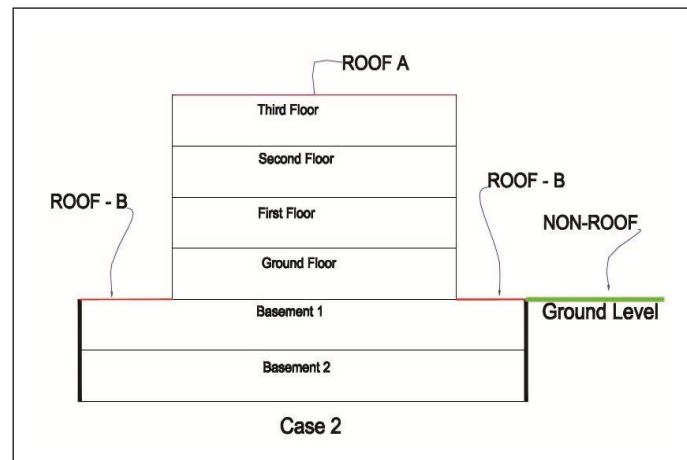 ROOF A
Third Floor
Second Floor
ROOF - B
ROOF - B
First Floor
NON-ROOF
Ground Floor
Basement 1
Ground Level
Basement 2
Case 2